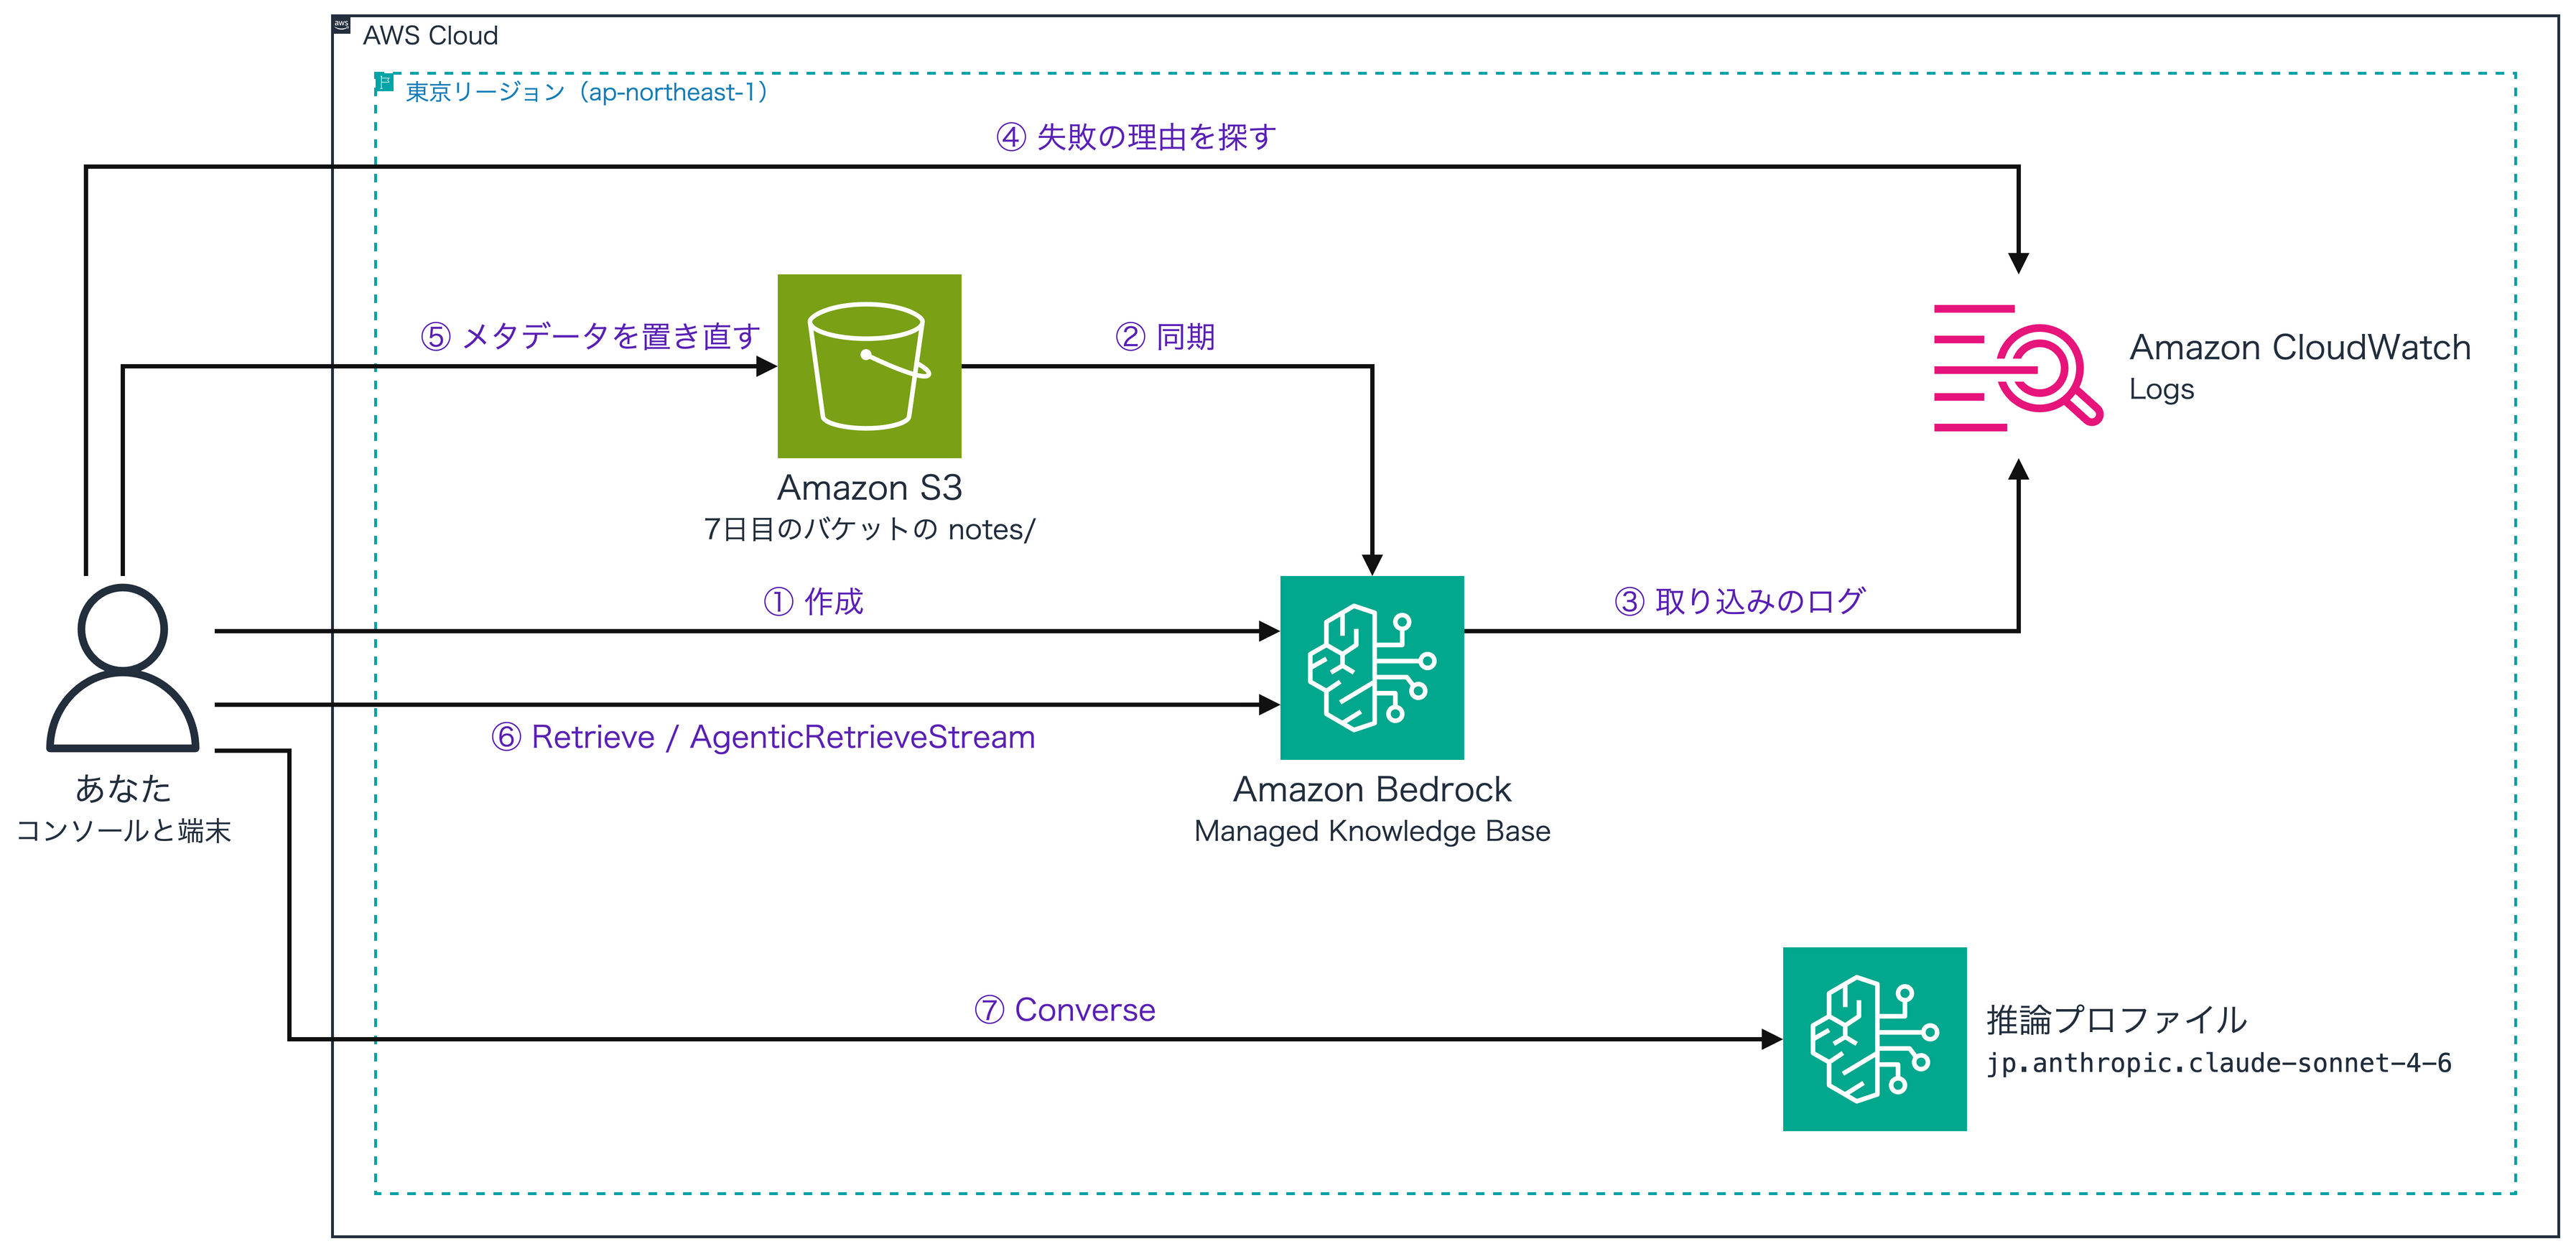 aws
AWS Cloud
東京リージョン（ap-northeast-1）
④ 失敗の理由を探す
⑤ メタデータを置き直す
② 同期
Amazon CloudWatch
Logs
Amazon S3
7日目のバケットの notes/
① 作成
③ 取り込みのログ
⑥ Retrieve / AgenticRetrieveStream
あなた
コンソールと端末
Amazon Bedrock
Managed Knowledge Base
⑦ Converse
推論プロファイル
jp.anthropic.claude-sonnet-4-6